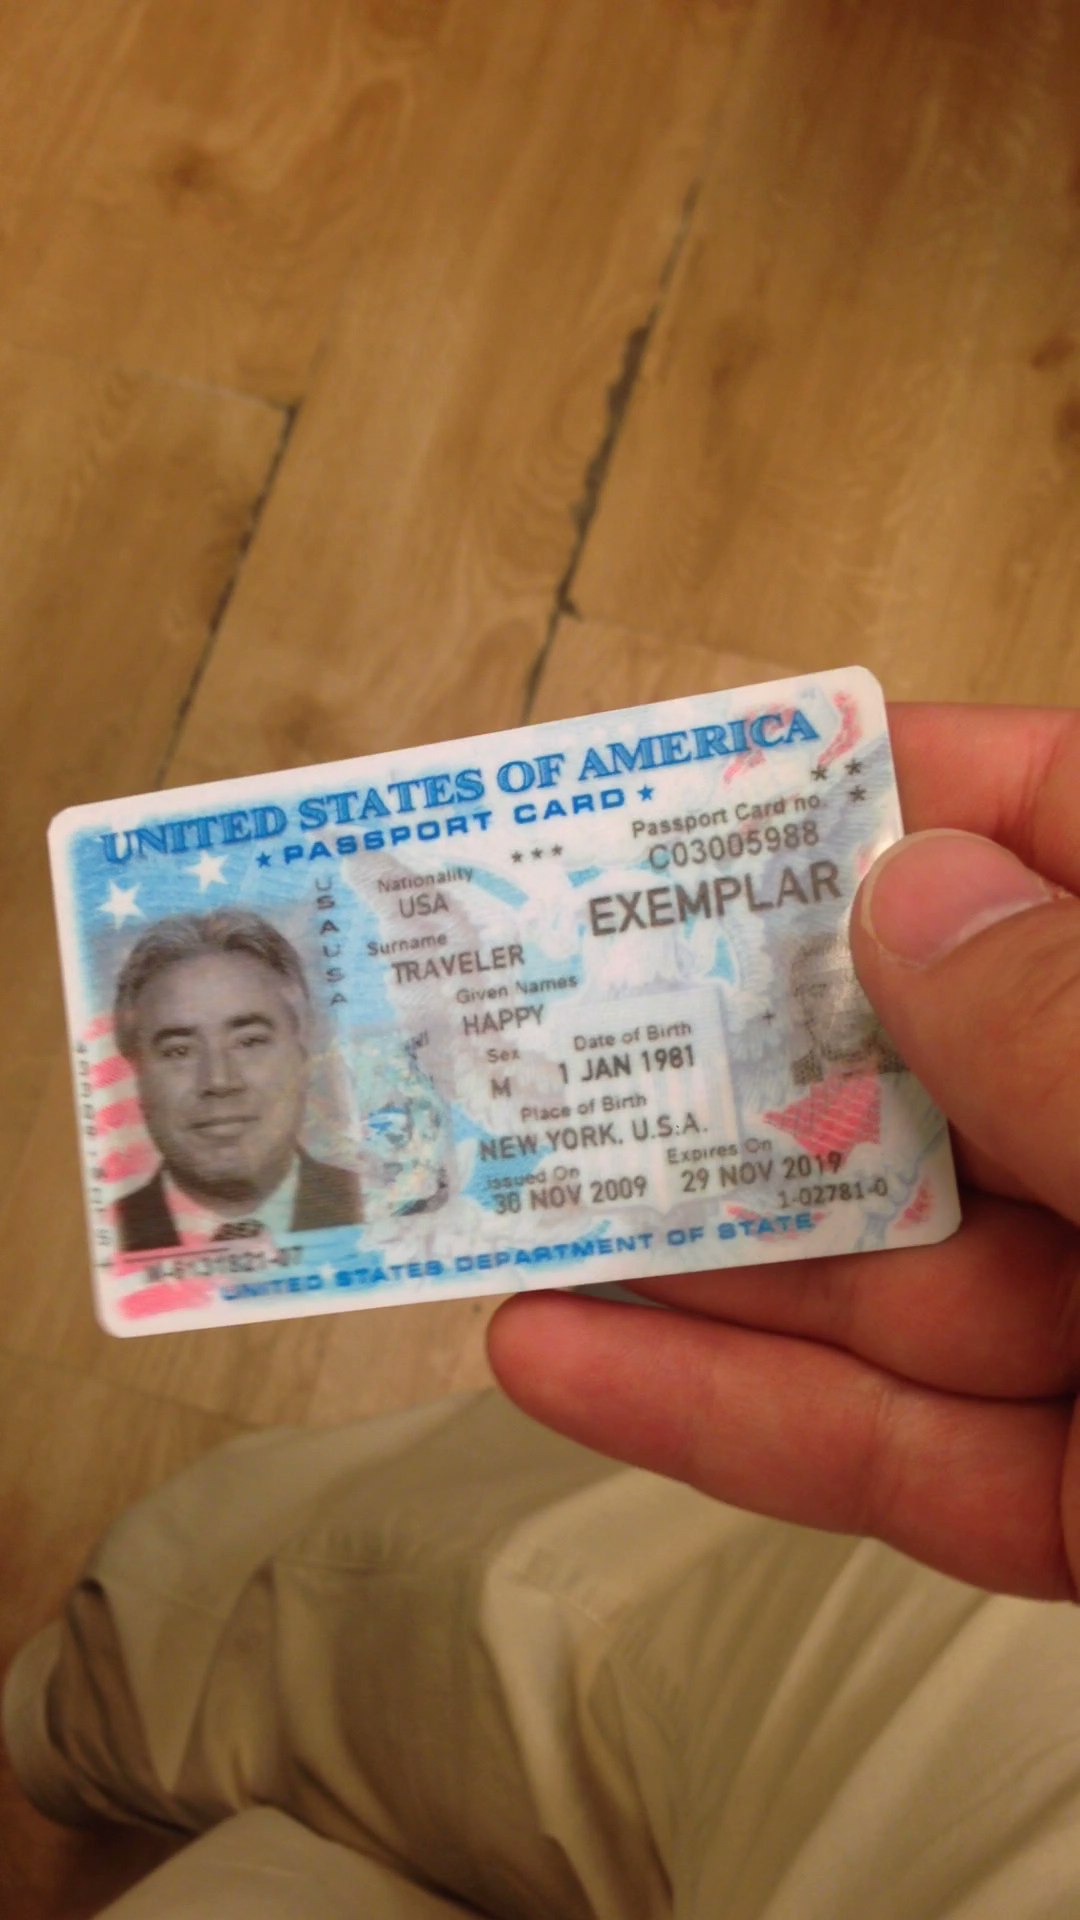 UNITED STATES OF AMERICA
★ PASSPORT CARD ★
Passport Card no.
C03005988
EXEMPLAR
USAUSA
Nationality
USA
Surname
TRAVELER
Given Names
HAPPY
Sex
M
Date of Birth
1 JAN 1981
Place of Birth
NEW YORK, U.S.A.
Issued On
30 NOV 2009
Expires On
29 NOV 2019
1-02781-0
UNITED STATES DEPARTMENT OF STATE